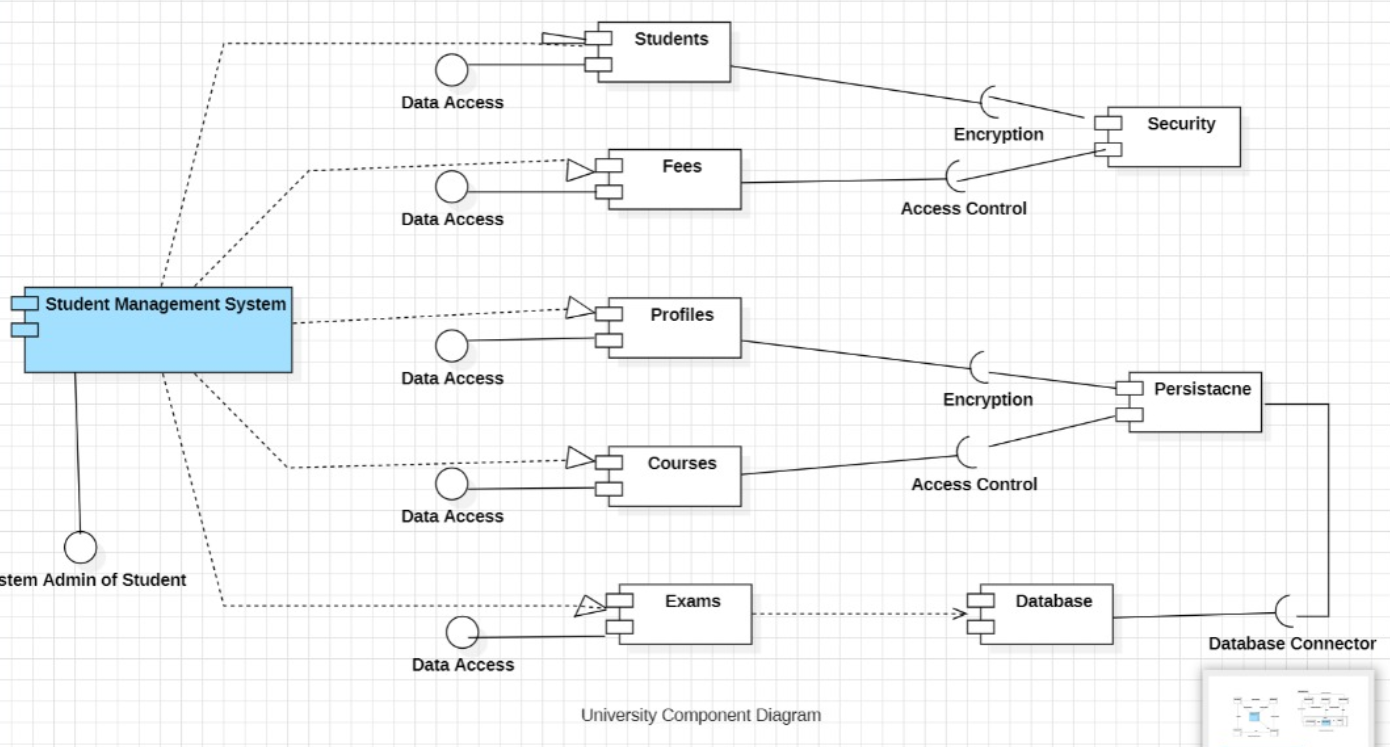 Students
Data Access
Encryption
Security
Fees
Data Access
Access Control
Student Management System
Profiles
Data Access
Encryption
Persistacne
Courses
Data Access
Access Control
stem Admin of Student
Exams
Data Access
Database
Database Connector
University Component Diagram